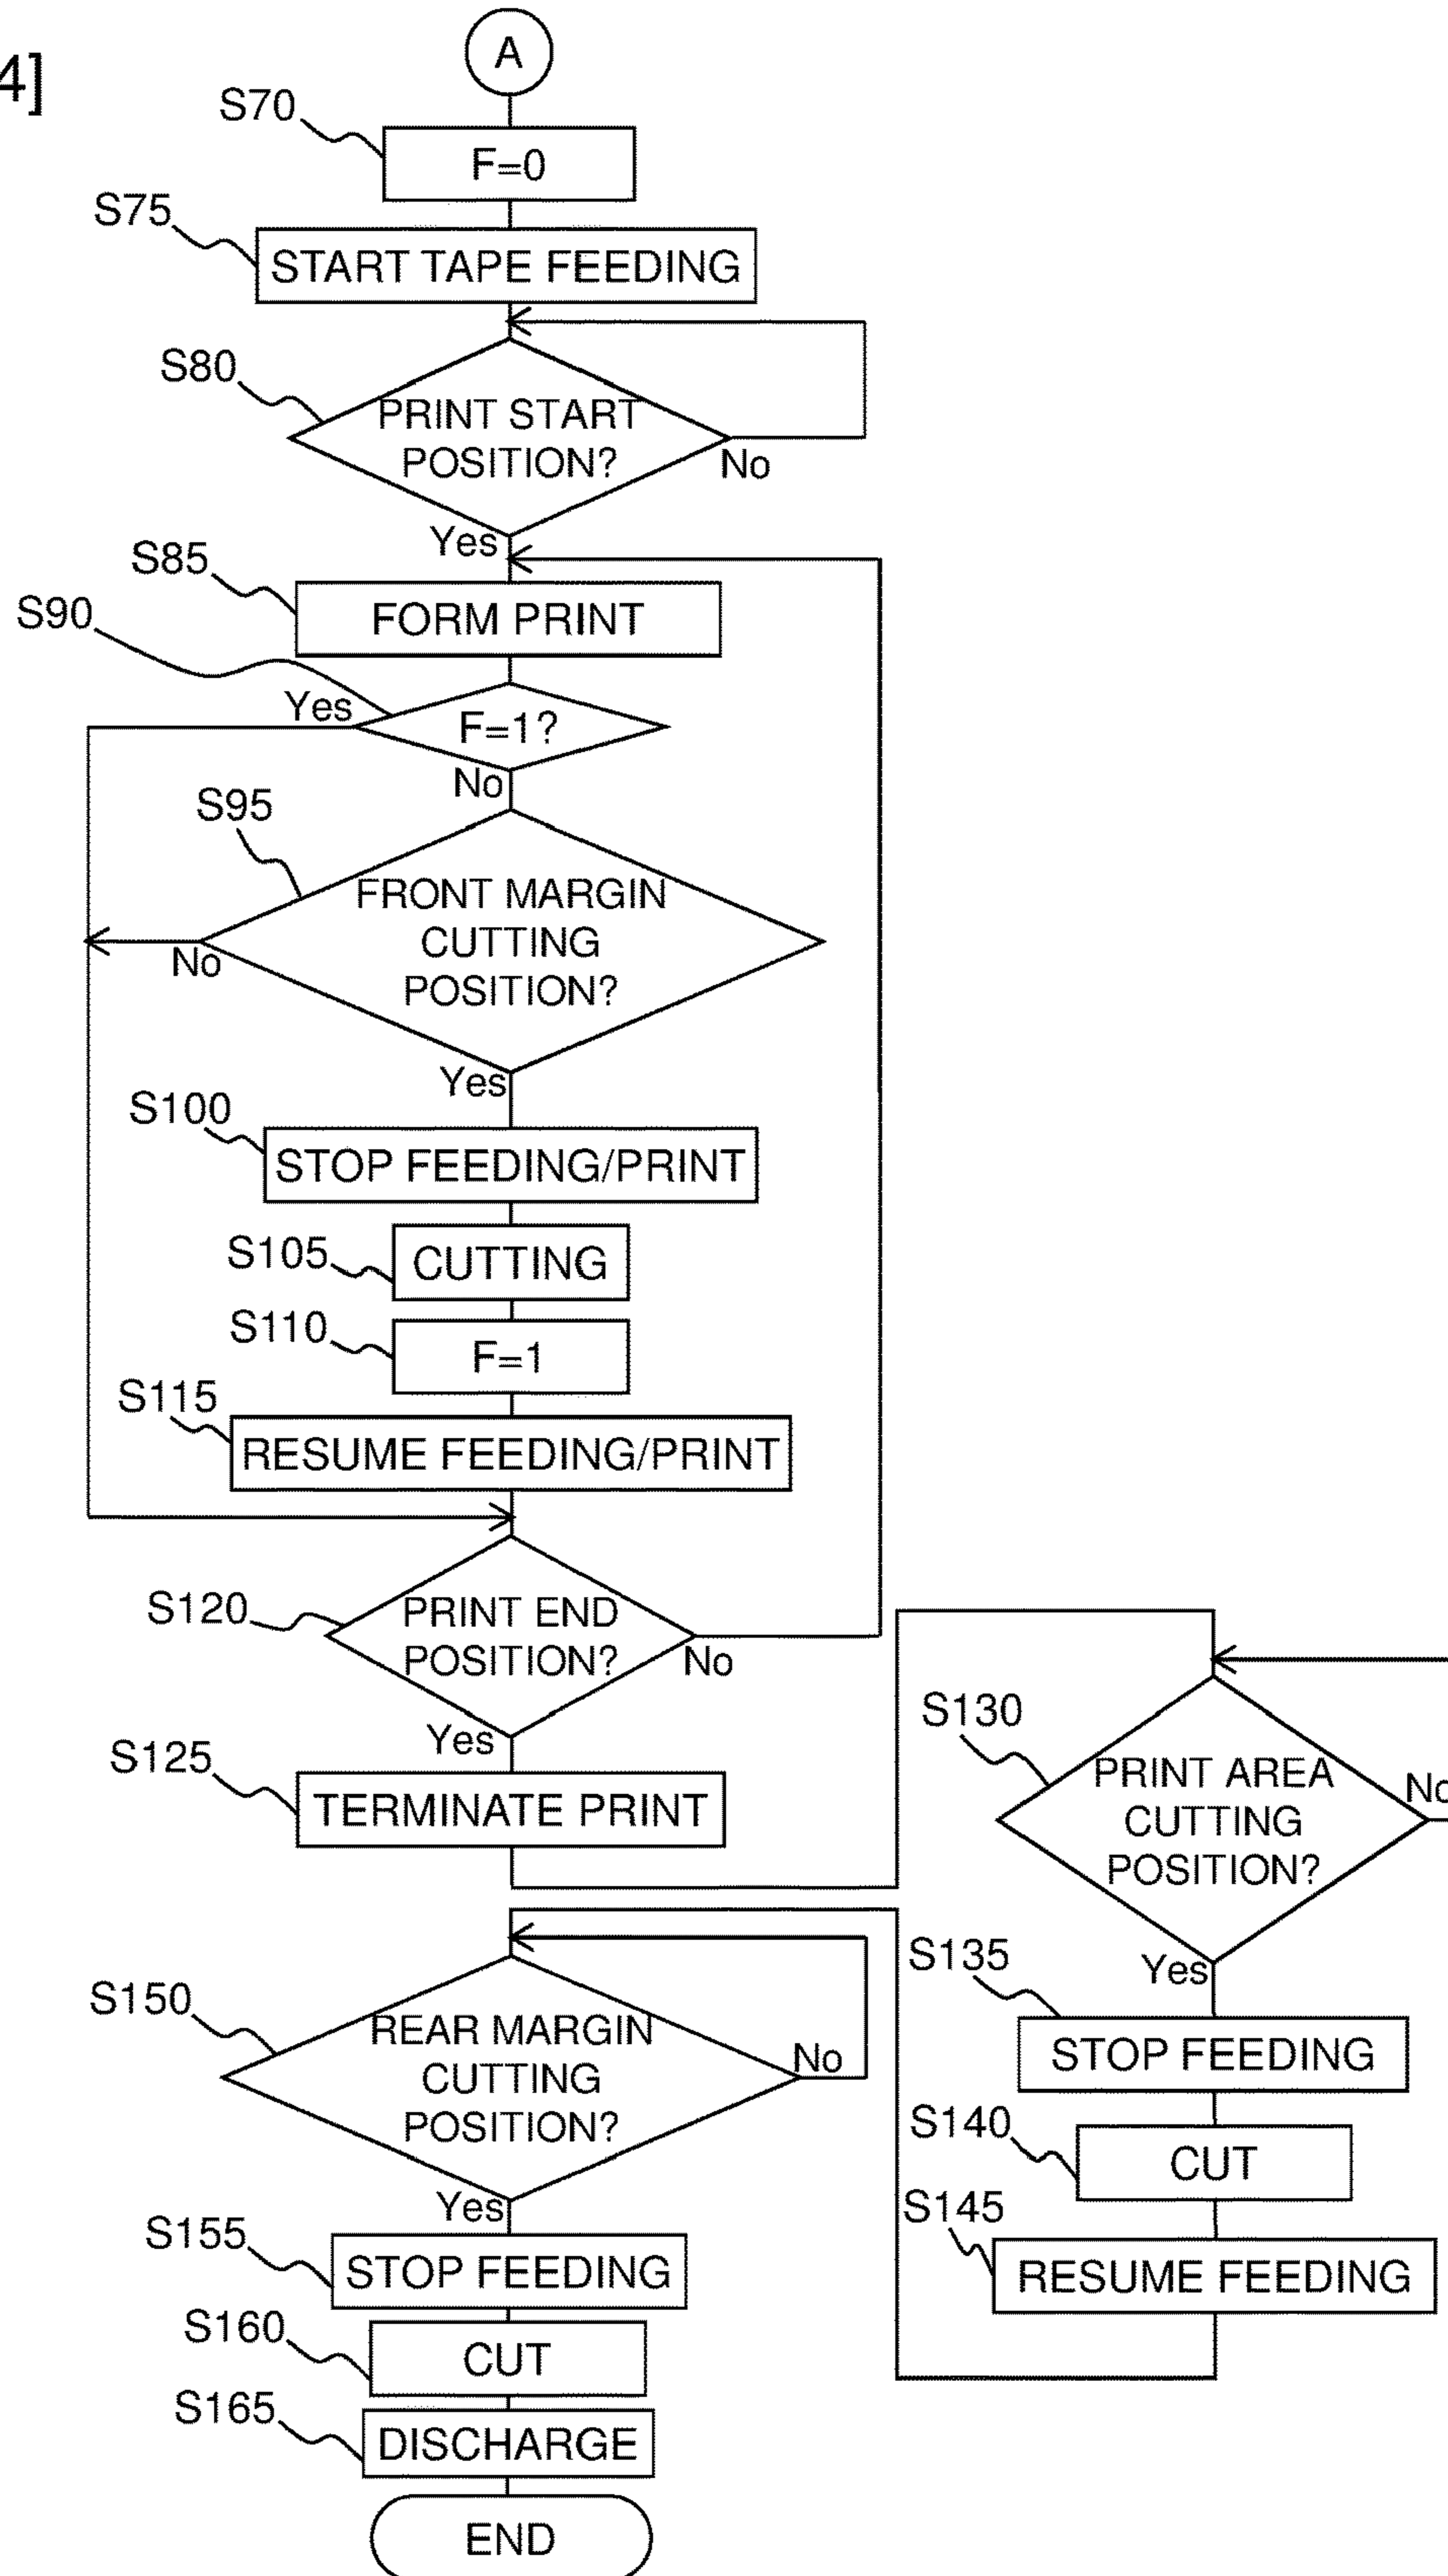 4]
A
S70
F=0
S75
START TAPE FEEDING
S80
PRINT START
POSITION?
No
Yes
S85
FORM PRINT
S90
Yes
F=1?
No
S95
FRONT MARGIN
CUTTING
POSITION?
No
Yes
S100
STOP FEEDING/PRINT
S105
CUTTING
S110
F=1
S115
RESUME FEEDING/PRINT
S120
PRINT END
POSITION?
No
Yes
S125
TERMINATE PRINT
S130
PRINT AREA
CUTTING
POSITION?
No
Yes
S135
STOP FEEDING
S140
CUT
S145
RESUME FEEDING
S150
REAR MARGIN
CUTTING
POSITION?
No
Yes
S155
STOP FEEDING
S160
CUT
S165
DISCHARGE
END